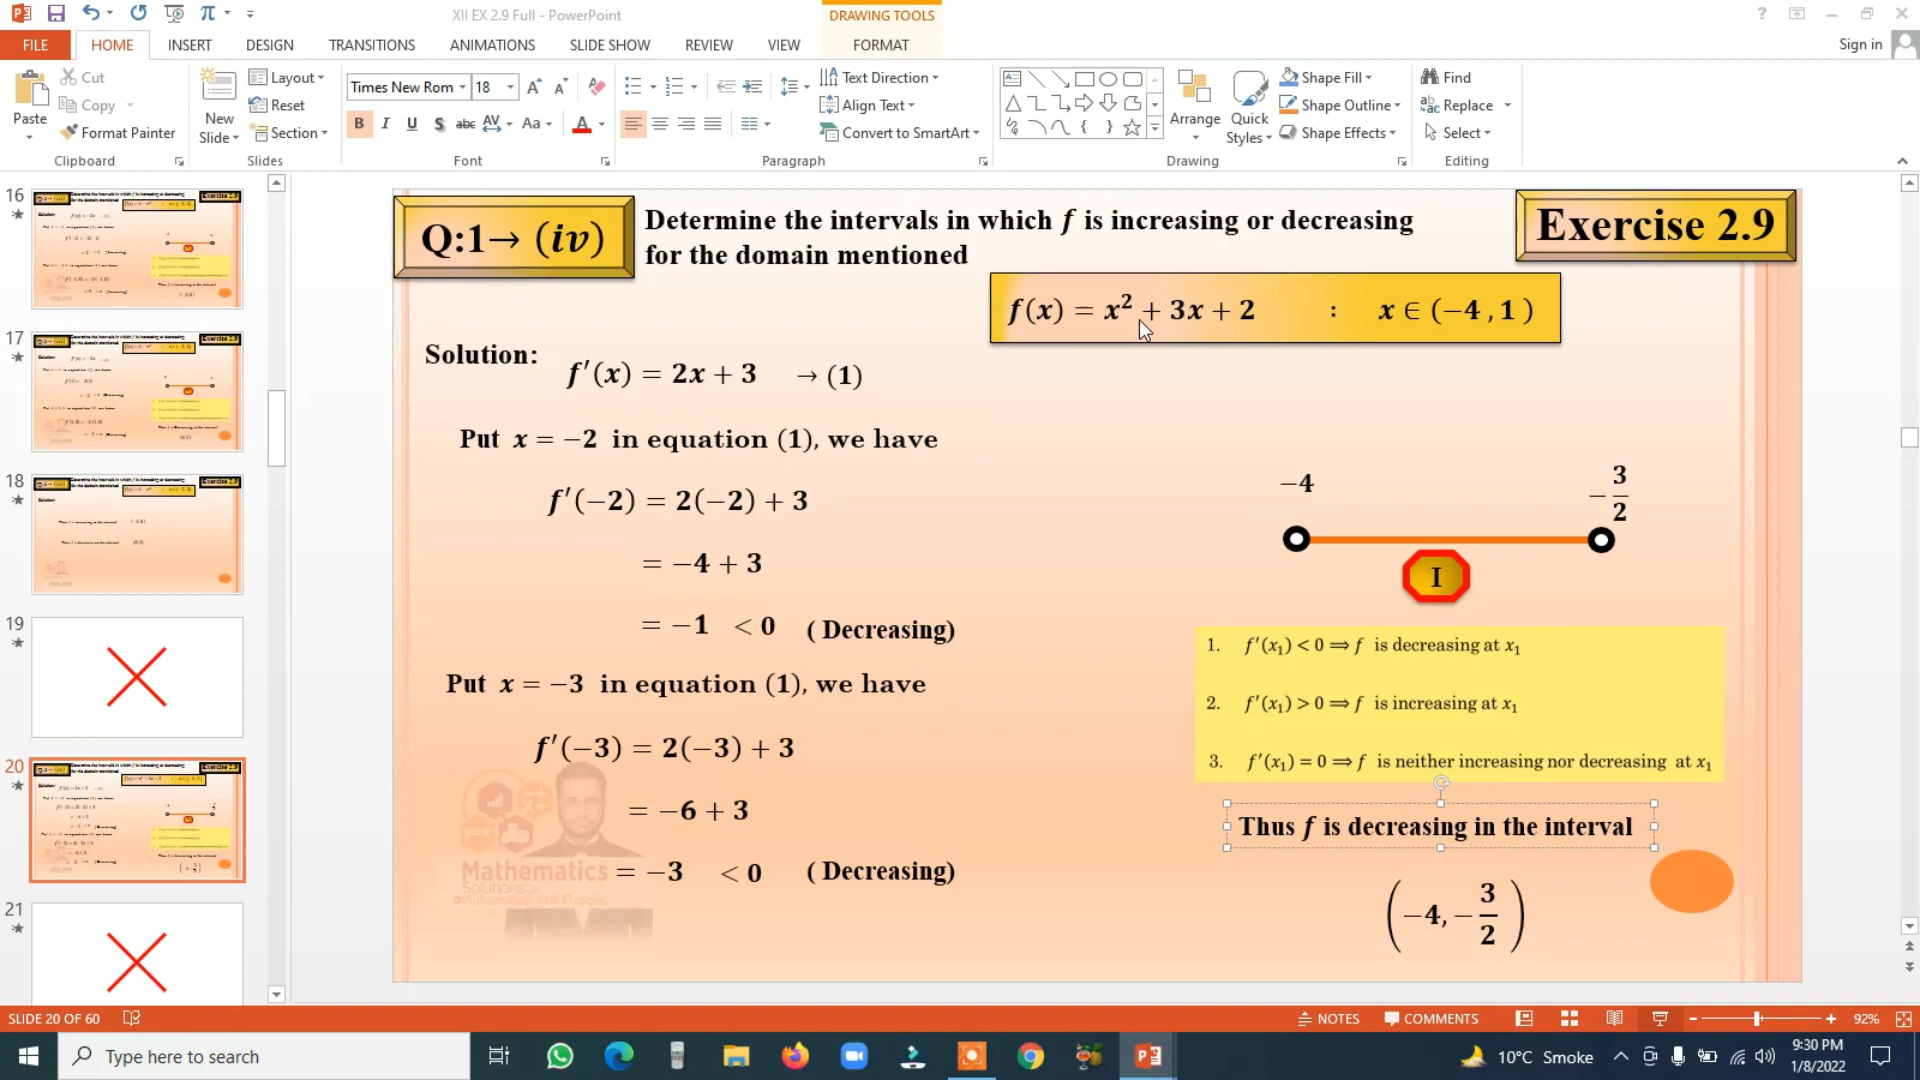 XII EX 2.9 Full - PowerPoint
DRAWING TOOLS
FILE
HOME
INSERT
DESIGN
TRANSITIONS
ANIMATIONS
SLIDE SHOW
REVIEW
VIEW
FORMAT
Sign in
Paste
Cut
Copy
Format Painter
Clipboard
New
Slide
Layout
Reset
Section
Slides
Times New Rom
18
Font
Text Direction
Align Text
Convert to SmartArt
Paragraph
Arrange
Quick
Styles
Shape Fill
Shape Outline
Shape Effects
Drawing
Find
Replace
Select
Editing
16
17
18
19
20
21
Q:1→ (iv)
Determine the intervals in which f is increasing or decreasing
for the domain mentioned
Exercise 2.9
f(x) = x² + 3x + 2 : x ∈ (−4 , 1 )
Solution:
f′(x) = 2x + 3 → (1)
Put x = −2 in equation (1), we have
f′(−2) = 2(−2) + 3
= −4 + 3
= −1 < 0 ( Decreasing)
Put x = −3 in equation (1), we have
f′(−3) = 2(−3) + 3
= −6 + 3
= −3 < 0 ( Decreasing)
Mathematics
Solutions
−4
−3/2
I
1. f′(x₁) < 0 ⟹ f is decreasing at x₁
2. f′(x₁) > 0 ⟹ f is increasing at x₁
3. f′(x₁) = 0 ⟹ f is neither increasing nor decreasing at x₁
Thus f is decreasing in the interval
(−4, −3/2)
SLIDE 20 OF 60
NOTES
COMMENTS
92%
Type here to search
10°C Smoke
9:30 PM
1/8/2022